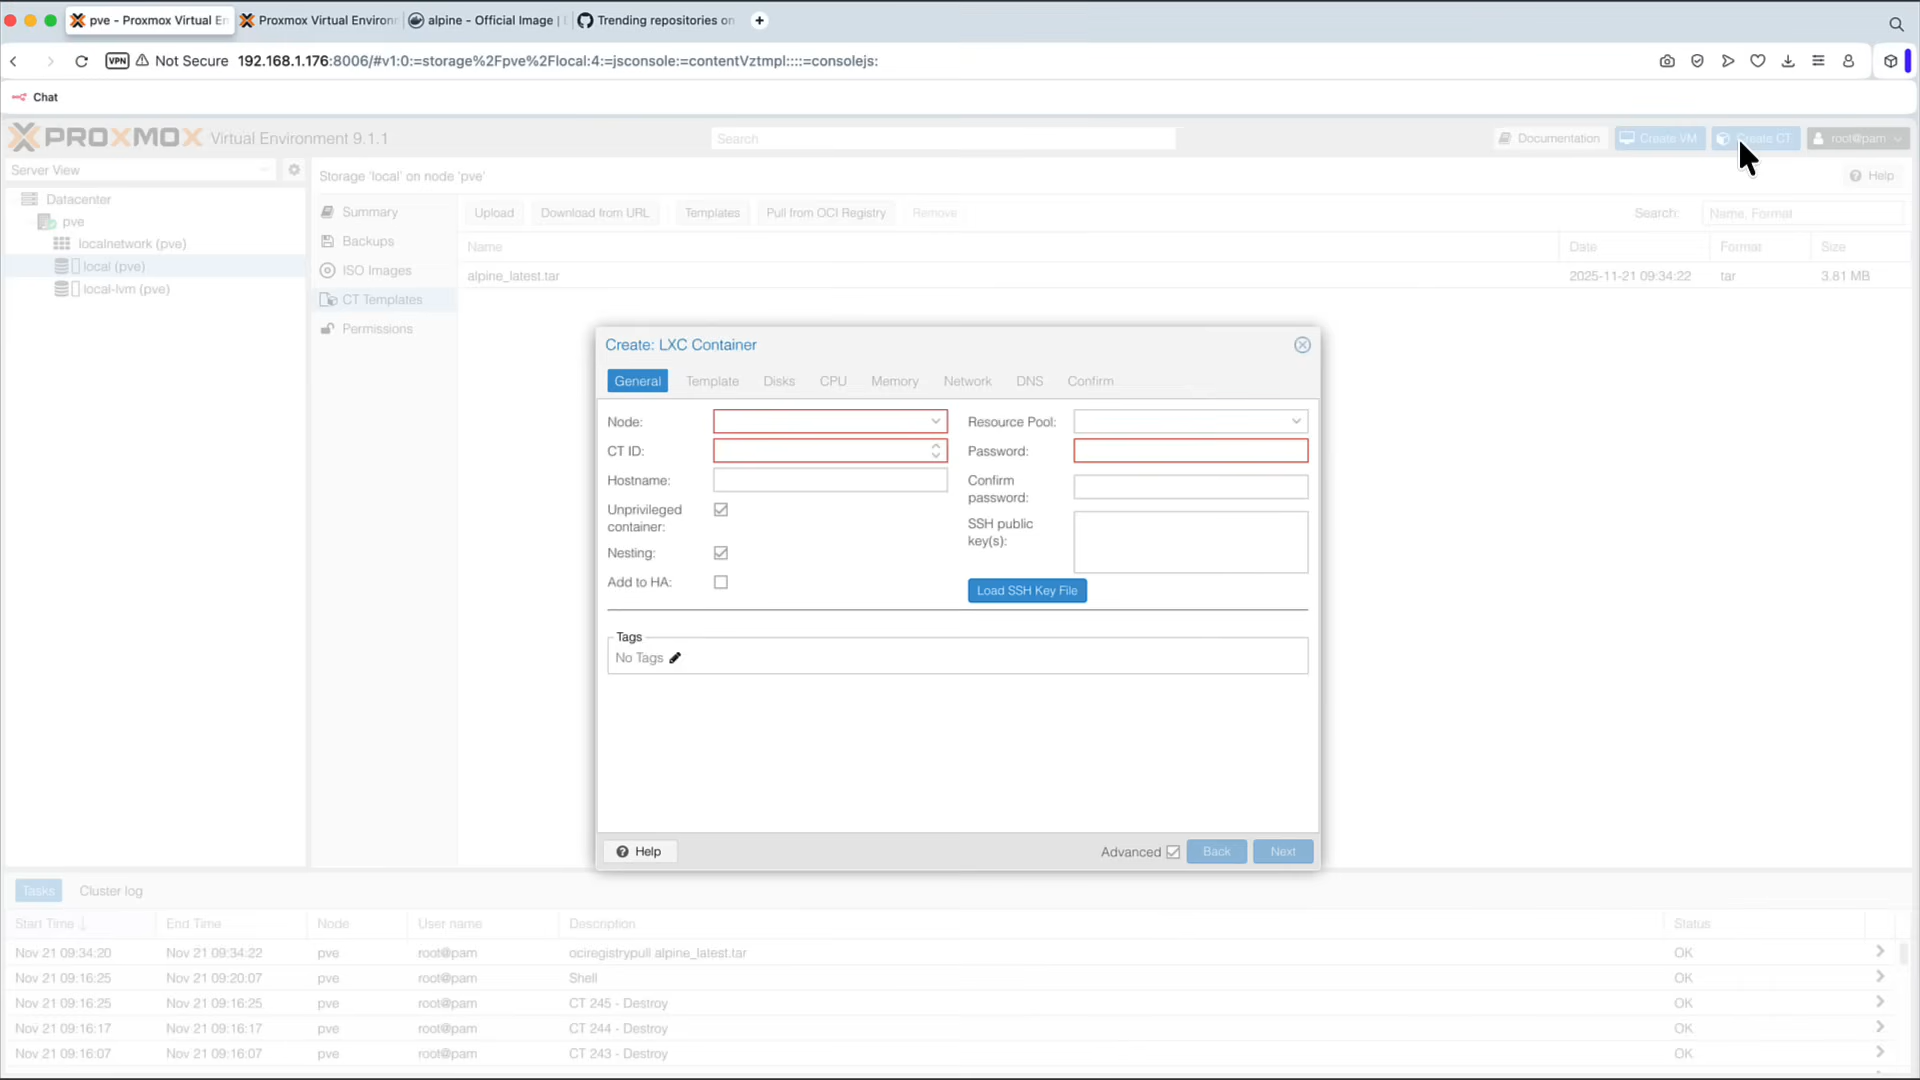 pve - Proxmox Virtual En
Proxmox Virtual Environ
alpine - Official Image |
Trending repositories on
VPN
Not Secure
192.168.1.176:8006/#v1:0:=storage%2Fpve%2Flocal:4:=jsconsole:=contentVztmpl::::=consolejs:
Chat
PROXMOX Virtual Environment 9.1.1
Search
Documentation
Create VM
Create CT
root@pam
Server View
Storage 'local' on node 'pve'
Help
Datacenter
pve
localnetwork (pve)
local (pve)
local-lvm (pve)
Summary
Backups
ISO Images
CT Templates
Permissions
Upload
Download from URL
Templates
Pull from OCI Registry
Remove
Search:
Name, Format
Name
Date
Format
Size
alpine_latest.tar
2025-11-21 09:34:22
tar
3.81 MB
Create: LXC Container
General
Template
Disks
CPU
Memory
Network
DNS
Confirm
Node:
CT ID:
Hostname:
Unprivileged
container:
Nesting:
Add to HA:
Resource Pool:
Password:
Confirm
password:
SSH public
key(s):
Load SSH Key File
Tags
No Tags
Help
Advanced
Back
Next
Tasks
Cluster log
Start Time
End Time
Node
User name
Description
Status
Nov 21 09:34:20
Nov 21 09:34:22
pve
root@pam
ociregistrypull alpine_latest.tar
OK
Nov 21 09:16:25
Nov 21 09:20:07
pve
root@pam
Shell
OK
Nov 21 09:16:25
Nov 21 09:16:25
pve
root@pam
CT 245 - Destroy
OK
Nov 21 09:16:17
Nov 21 09:16:17
pve
root@pam
CT 244 - Destroy
OK
Nov 21 09:16:07
Nov 21 09:16:07
pve
root@pam
CT 243 - Destroy
OK